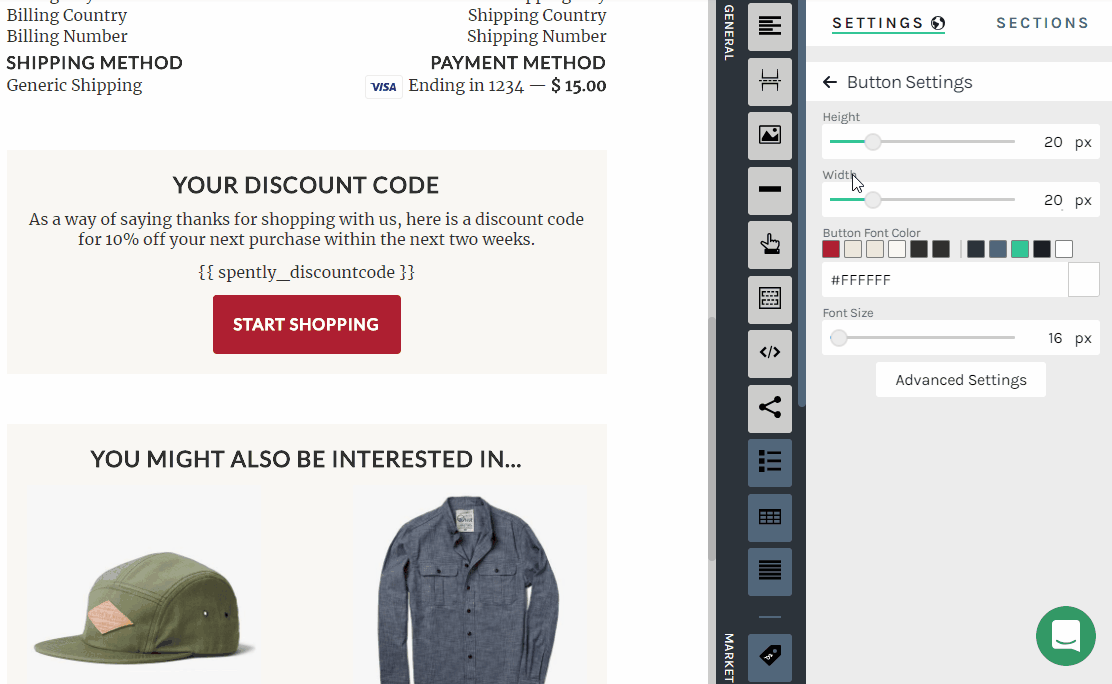 Billing Country
Shipping Country
Billing Number
Shipping Number
SHIPPING METHOD
PAYMENT METHOD
Generic Shipping
VISA Ending in 1234 — $ 15.00
YOUR DISCOUNT CODE
As a way of saying thanks for shopping with us, here is a discount code
for 10% off your next purchase within the next two weeks.
{{ spently_discountcode }}
START SHOPPING
YOU MIGHT ALSO BE INTERESTED IN...
GENERAL
MARKET
SETTINGS
SECTIONS
Button Settings
Height
20 px
Width
20 px
Button Font Color
#FFFFFF
Font Size
16 px
Advanced Settings